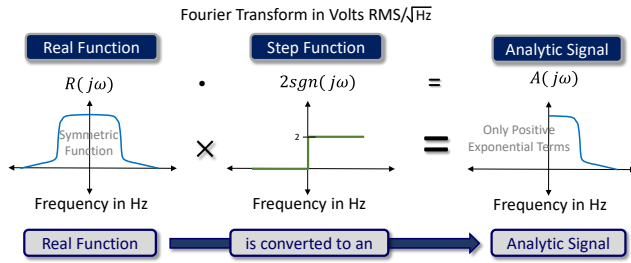 Fourier Transform in Volts RMS/√Hz
Real Function
Step Function
Analytic Signal
R(jω) · 2sgn(jω) = A(jω)
Symmetric
Function
×
2
=
Only Positive
Exponential Terms
Frequency in Hz
Frequency in Hz
Frequency in Hz
Real Function
is converted to an
Analytic Signal